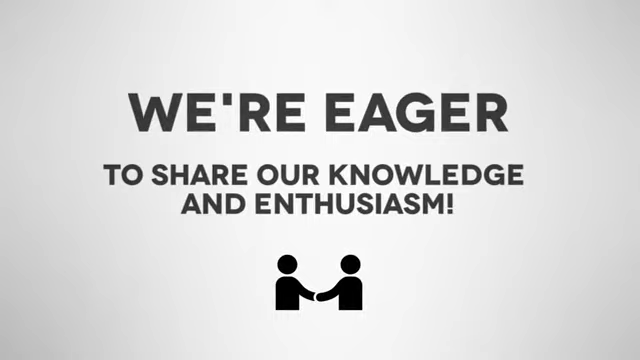 WE'RE EAGER
TO SHARE OUR KNOWLEDGE
AND ENTHUSIASM!